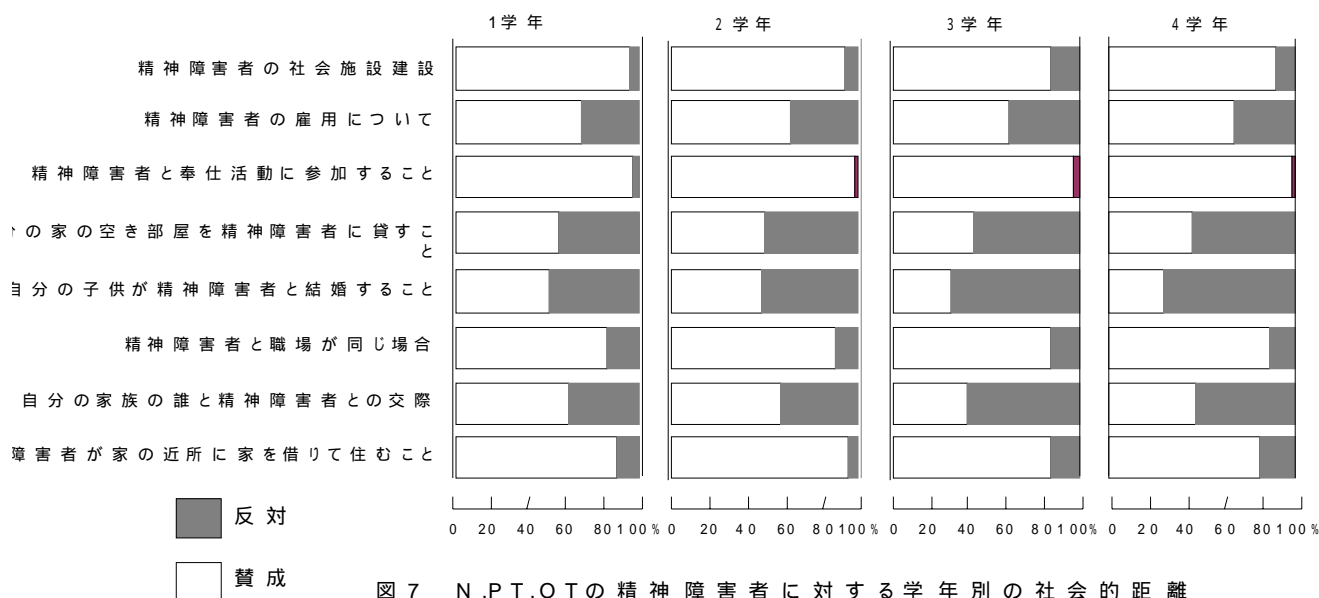 1学年 2学年 3学年 4学年
精神障害者の社会施設建設
精神障害者の雇用について
精神障害者と奉仕活動に参加すること
の家の空き部屋を精神障害者に貸すこ
と
自分の子供が精神障害者と結婚すること
精神障害者と職場が同じ場合
自分の家族の誰と精神障害者との交際
障害者が家の近所に家を借りて住むこと
0 20 40 60 80 100% 0 20 40 60 80 100% 0 20 40 60 80 100% 0 20 40 60 80 100%
反対
賛成
図7 N.PT.OTの精神障害者に対する学年別の社会的距離